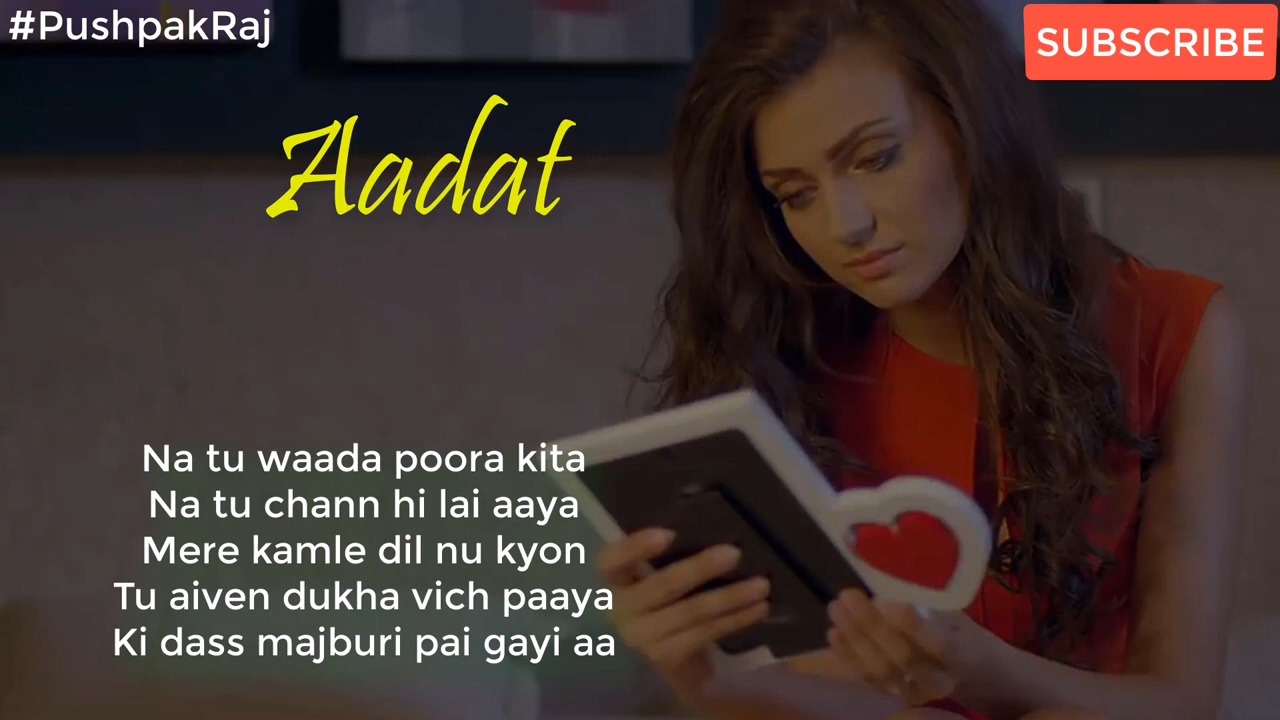 #PushpakRaj
SUBSCRIBE
Aadat
Na tu waada poora kita
Na tu chann hi lai aaya
Mere kamle dil nu kyon
Tu aiven dukha vich paaya
Ki dass majburi pai gayi aa